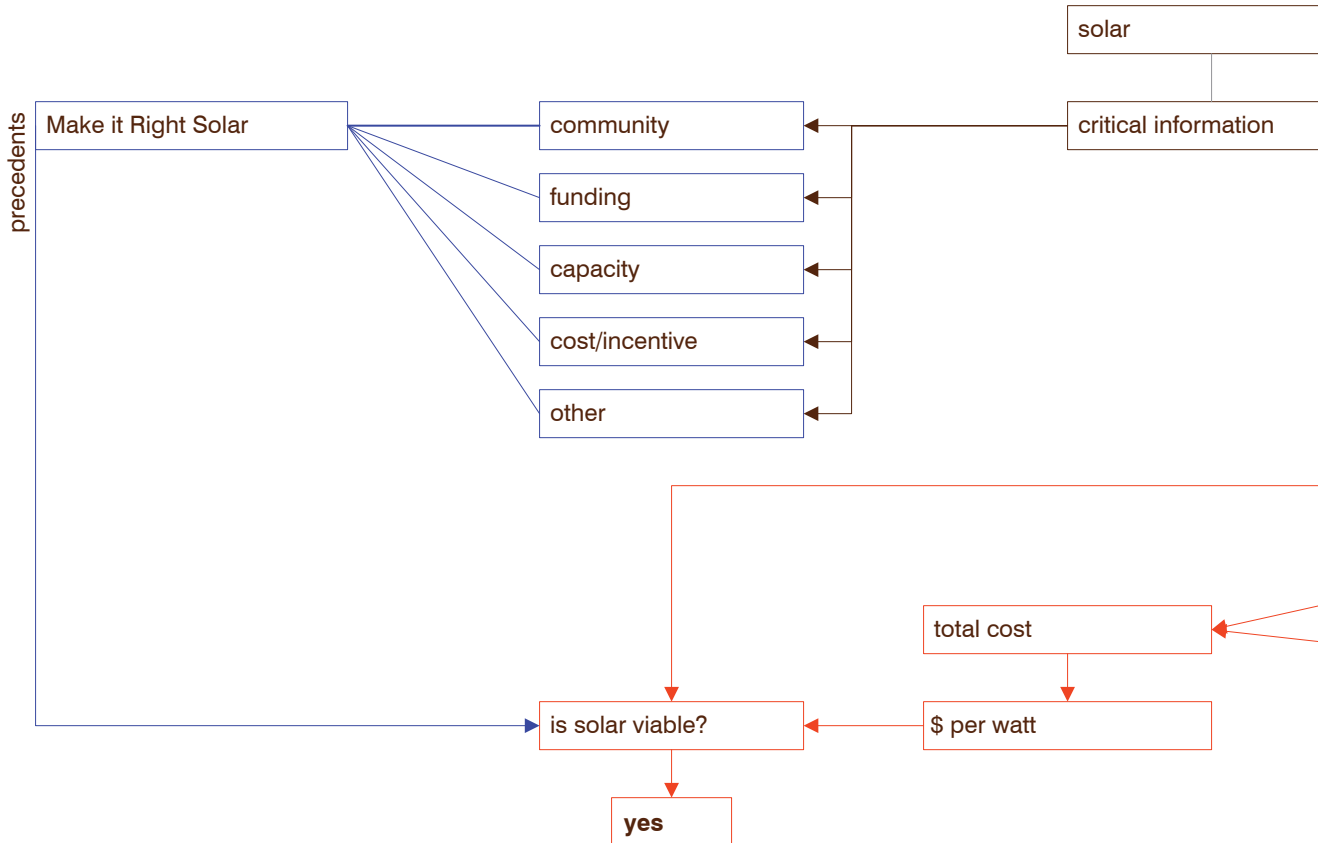 solar
precedents
Make it Right Solar
community
critical information
funding
capacity
cost/incentive
other
total cost
is solar viable?
$ per watt
yes